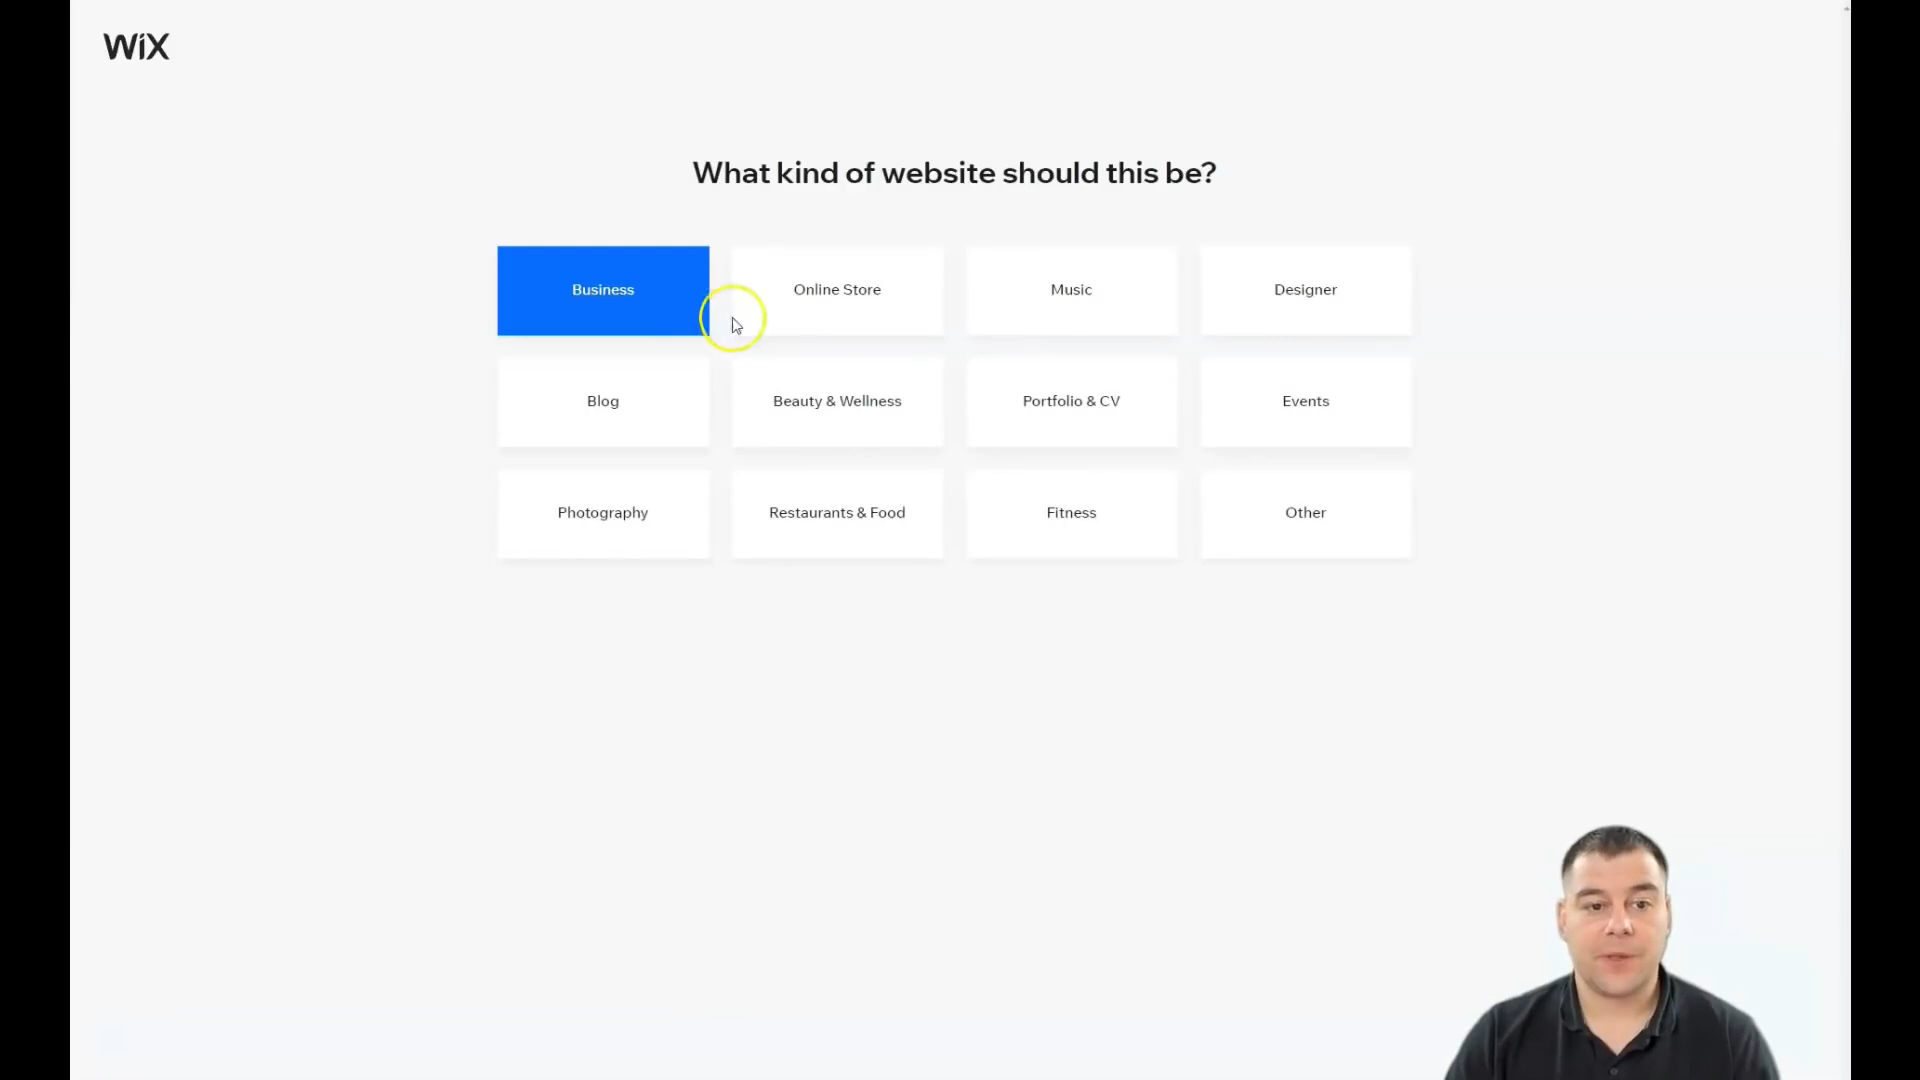 WiX
What kind of website should this be?
Business
Online Store
Music
Designer
Blog
Beauty & Wellness
Portfolio & CV
Events
Photography
Restaurants & Food
Fitness
Other